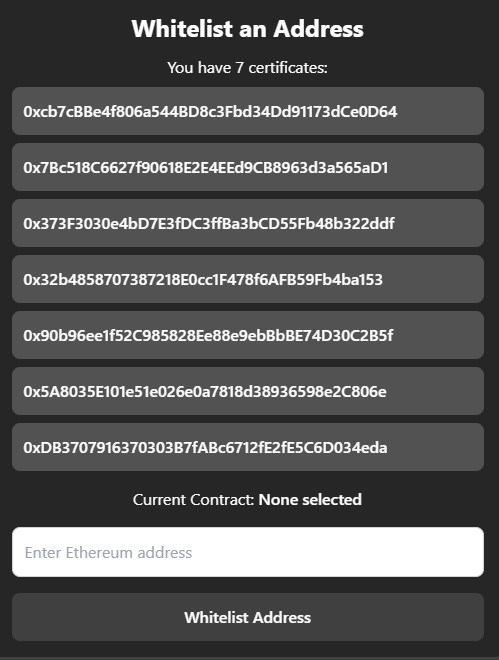 Whitelist an Address
You have 7 certificates:
0xcb7cBBe4f806a544BD8c3Fbd34Dd91173dCe0D64
0x7Bc518C6627f90618E2E4EEd9CB8963d3a565aD1
0x373F3030e4bD7E3fDC3ffBa3bCD55Fb48b322ddf
0x32b4858707387218E0cc1F478f6AFB59Fb4ba153
0x90b96ee1f52C985828Ee88e9ebBbBE74D30C2B5f
0x5A8035E101e51e026e0a7818d38936598e2C806e
0xDB3707916370303B7fABc6712fE2fE5C6D034eda
Current Contract: None selected
Enter Ethereum address
Whitelist Address